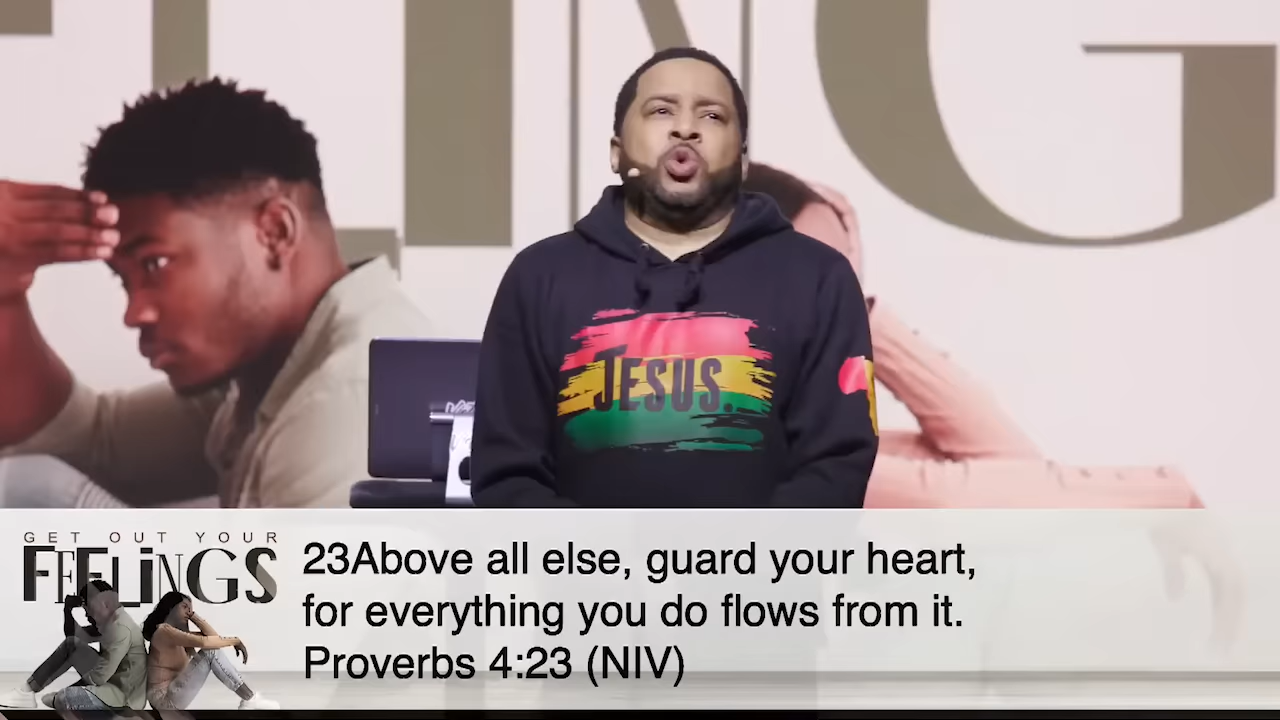 LING
JESUS.
GET OUT YOUR
FEELINGS
23Above all else, guard your heart,
for everything you do flows from it.
Proverbs 4:23 (NIV)